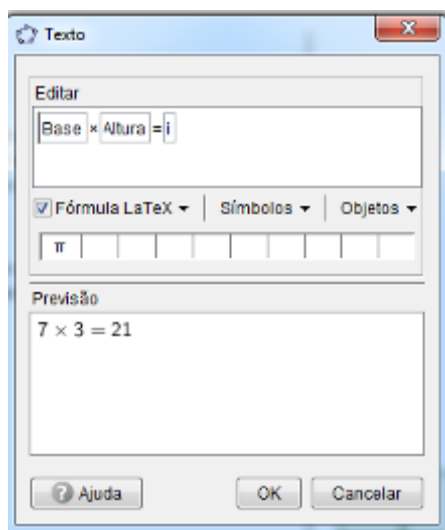 Texto
Editar
Base × Altura = i
Fórmula LaTeX Símbolos Objetos
π
Previsão
7 × 3 = 21
? Ajuda OK Cancelar